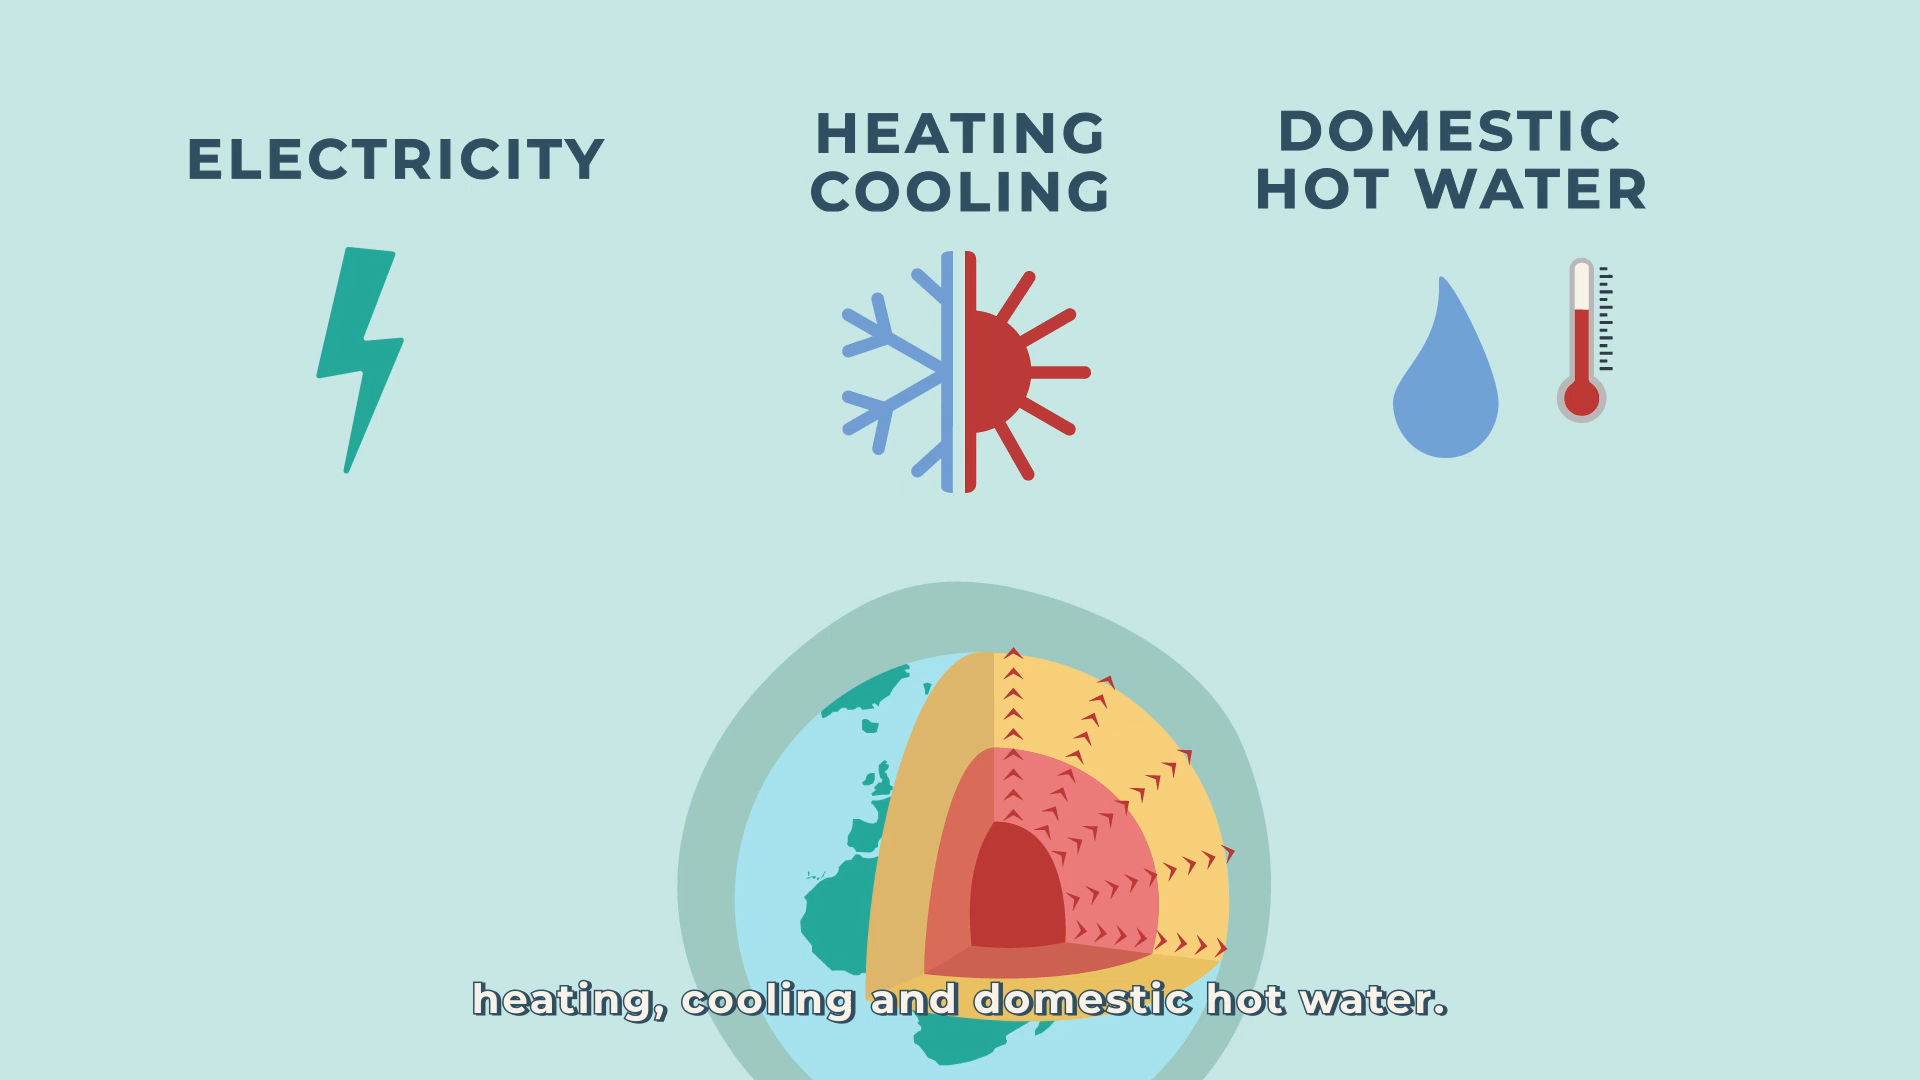 ELECTRICITY
HEATING
COOLING
DOMESTIC
HOT WATER
heating, cooling and domestic hot water.